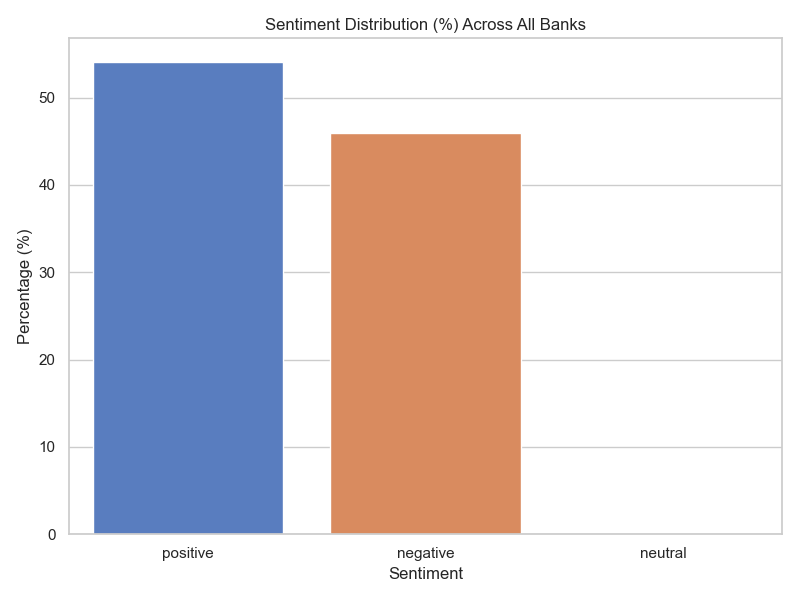 Sentiment Distribution (%) Across All Banks
Percentage (%)
50
40
30
20
10
0
positive negative neutral
Sentiment